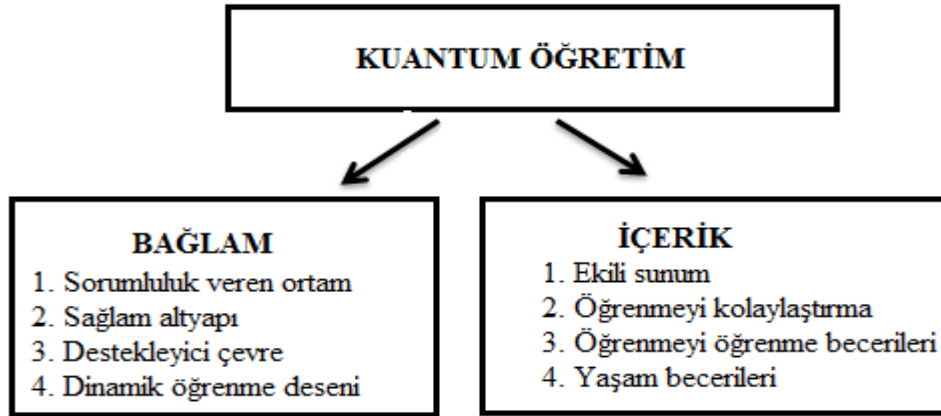 KUANTUM ÖĞRETİM
BAĞLAM
1. Sorumluluk veren ortam
2. Sağlam altyapı
3. Destekleyici çevre
4. Dinamik öğrenme deseni
İÇERİK
1. Ekili sunum
2. Öğrenmeyi kolaylaştırma
3. Öğrenmeyi öğrenme becerileri
4. Yaşam becerileri